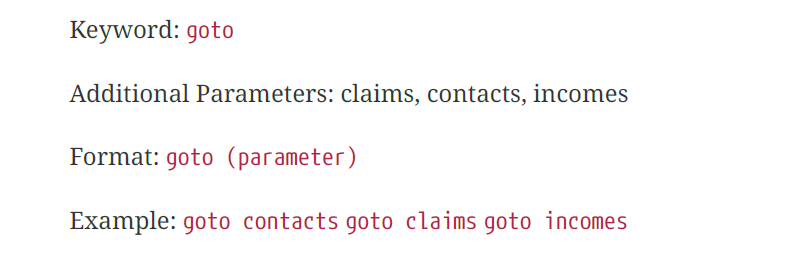 Keyword: goto
Additional Parameters: claims, contacts, incomes
Format: goto (parameter)
Example: goto contacts goto claims goto incomes